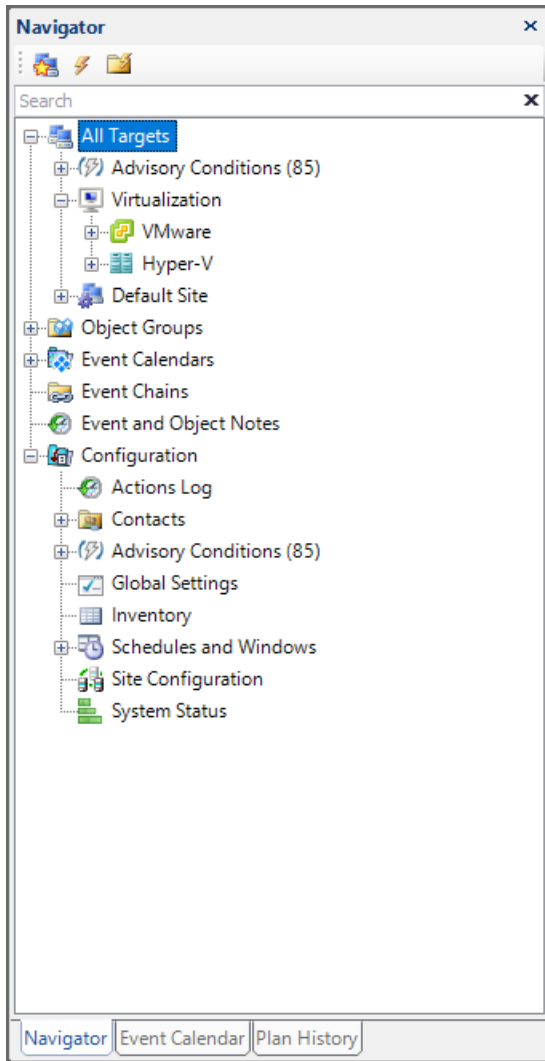 Navigator
Search
All Targets
Advisory Conditions (85)
Virtualization
VMware
Hyper-V
Default Site
Object Groups
Event Calendars
Event Chains
Event and Object Notes
Configuration
Actions Log
Contacts
Advisory Conditions (85)
Global Settings
Inventory
Schedules and Windows
Site Configuration
System Status
Navigator Event Calendar Plan History